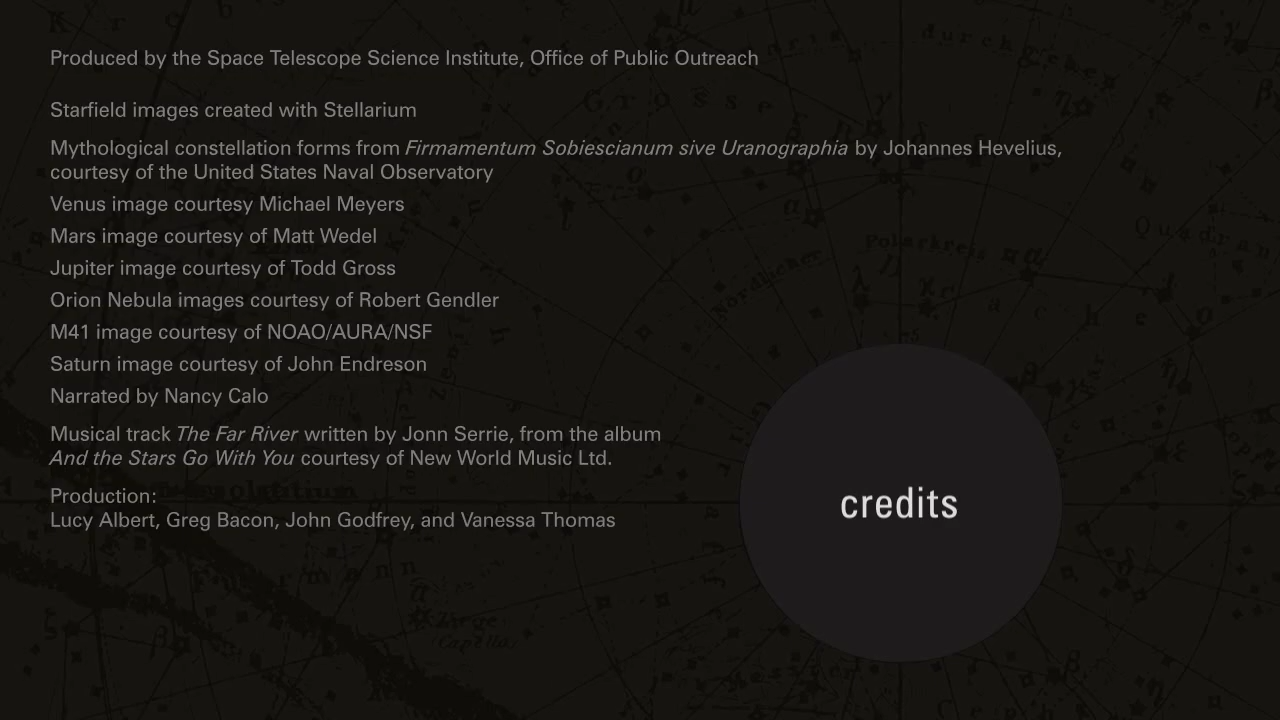 Produced by the Space Telescope Science Institute, Office of Public Outreach
Starfield images created with Stellarium
Mythological constellation forms from Firmamentum Sobiescianum sive Uranographia by Johannes Hevelius,
courtesy of the United States Naval Observatory
Venus image courtesy Michael Meyers
Mars image courtesy of Matt Wedel
Jupiter image courtesy of Todd Gross
Orion Nebula images courtesy of Robert Gendler
M41 image courtesy of NOAO/AURA/NSF
Saturn image courtesy of John Endreson
Narrated by Nancy Calo
Musical track The Far River written by Jonn Serrie, from the album
And the Stars Go With You courtesy of New World Music Ltd.
Production:
Lucy Albert, Greg Bacon, John Godfrey, and Vanessa Thomas
credits
Polarkreis
Nordlicher
(Capella)